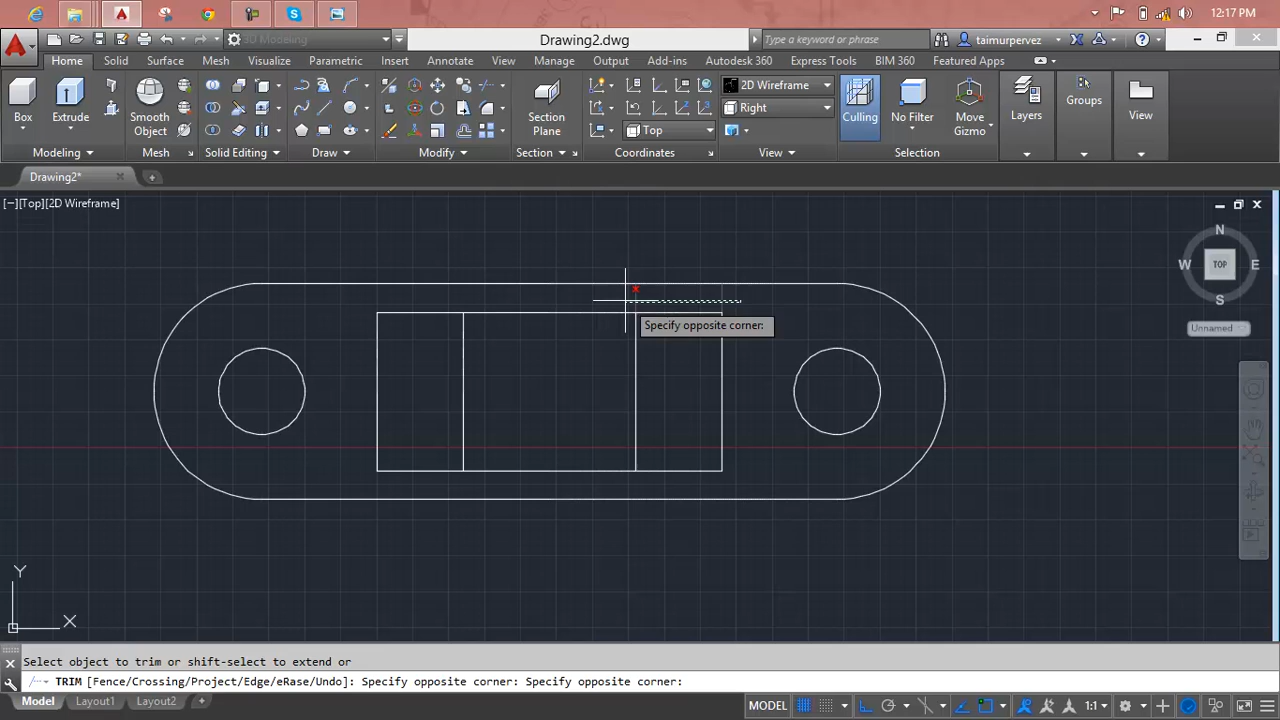 12:17 PM
3D Modeling
Drawing2.dwg
Type a keyword or phrase
taimurpervez
Home Solid Surface Mesh Visualize Parametric Insert Annotate View Manage Output Add-ins Autodesk 360 Express Tools BIM 360 Featured Apps
2D Wireframe
Right
Top
Box Extrude Smooth Object Section Plane Culling No Filter Move Gizmo Layers Groups View
Modeling Mesh Solid Editing Draw Modify Section Coordinates View Selection
Drawing2*
[−][Top][2D Wireframe]
N
W TOP E
S
Unnamed
Specify opposite corner:
Y
X
Select object to trim or shift-select to extend or
TRIM [Fence/Crossing/Project/Edge/eRase/Undo]: Specify opposite corner: Specify opposite corner:
Model Layout1 Layout2 +
MODEL 1:1